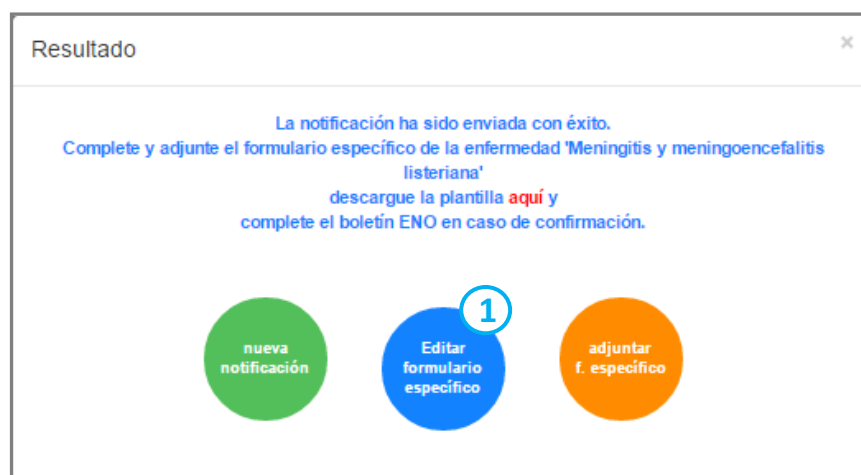 Resultado
×
La notificación ha sido enviada con éxito.
Complete y adjunte el formulario específico de la enfermedad 'Meningitis y meningoencefalitis
listeriana'
descargue la plantilla aquí y
complete el boletín ENO en caso de confirmación.
1
nueva
notificación
Editar
formulario
específico
adjuntar
f. específico